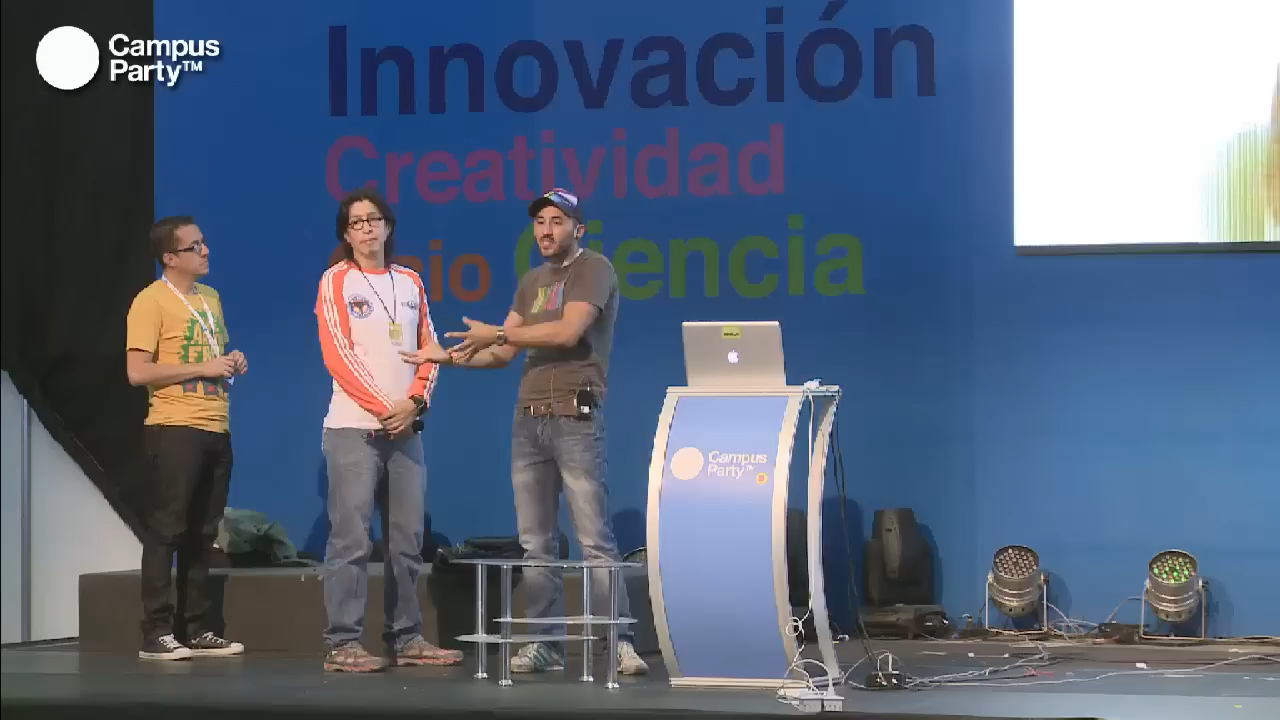 Campus
Party™
Innovación
Creatividad
Ciencia
Campus
Party™